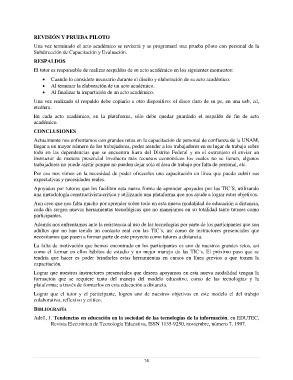 REVISIÓN Y PRUEBA PILOTO
Una vez terminado el acto académico se revisará y se programará una prueba piloto con personal de la
Subdirección de Capacitación y Evaluación.
RESPALDOS
El tutor es responsable de realizar respaldos de su acto académico en los siguientes momentos:
• Cuando lo considere necesario durante el diseño y elaboración de su acto académico.
• Al terminar la elaboración de un acto académico.
• Al finalizar la impartición de un acto académico.
Una vez realizado el respaldo debe copiarlo a otro dispositivo: el disco duro de su pc, en una usb, cd,
etcétera.
En cada acto académico, en la plataforma, sólo debe quedar guardado el respaldo de fin de acto
académico.
CONCLUSIONES
Actualmente nos enfrentamos con grandes retos en la capacitación de personal de confianza de la UNAM,
llegar a un mayor número de los trabajadores, poder atender a los trabajadores en su lugar de trabajo sobre
todo en las dependencias que se encuentra fuera del Distrito Federal y en el extranjero el enviar un
instructor de manera presencial involucra más recursos económicos los cuales no se tienen, algunos
trabajadores no puede asistir porque no pueden dejar sola el área de trabajo por falta de personal, etc.
Por eso nos vimos en la necesidad de poder ofrecerles una capacitación en línea que pueda cubrir sus
expectativas y necesidades reales.
Apoyados por tutores que les faciliten esta nueva forma de aprender apoyados por las TIC´S, utilizando
una metodología constructivista-crítica utilizando una plataforma que nos ayude a lograr estos objetivos.
Aun creo que nos falta mucho por aprender sobre todo en esta nueva modalidad de educación a distancia,
cada día surgen nuevas herramientas tecnológicas que no manejamos en su totalidad tanto tutores como
participantes.
Además nos enfrentamos ante la resistencia al uso de las tecnologías por parte de los participantes que aún
no han tenido un contacto real con las TIC´s, así como de instructores presenciales que
necesitamos que quieran formar parte de este proyecto como tutores a distancia.
La falta de motivación que hemos encontrado en los participantes es uno de nuestros grandes retos, así
como el formar en ellos hábitos de estudio y un mejor manejo de las TIC´s. El próximo paso que se
tendría que hacer es poder brindarles estas herramientas en cursos en línea previos a que tomen la
capacitación.
Lograr que nuestros instructores presenciales que deseen apoyarnos en esta nueva modalidad tengan la
formación que se requiere tanto del manejo del modelo educativo, como de las tecnologías y la
plataforma a través de formarlos en esta educación a distancia.
Lograr que el tutor y el participante, logren uno de nuestros objetivos en este modelo el del trabajo
colaborativo, reflexivo y crítico.
BIBLIOGRAFÍA
Adell, J. Tendencias en educación en la sociedad de las tecnologías de la información, en EDUTEC,
Revista Electrónica de Tecnología Educativa, ISSN 1135-9250, noviembre, número 7, 1997.